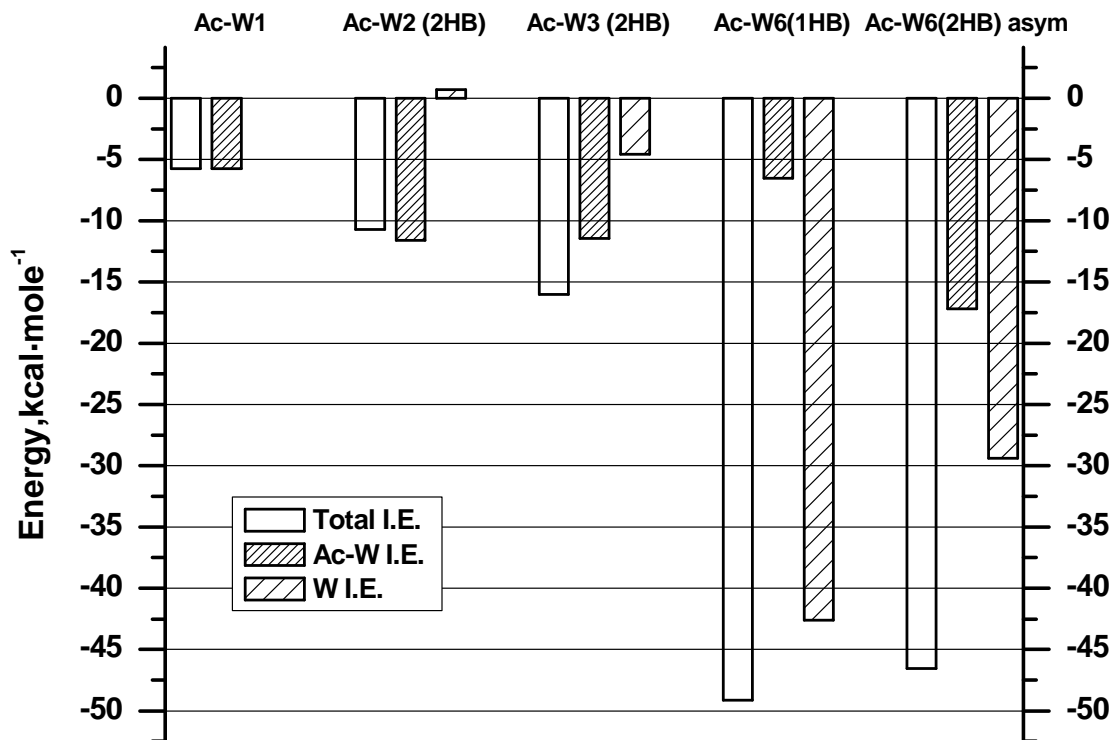 Ac-W1 Ac-W2 (2HB) Ac-W3 (2HB) Ac-W6(1HB) Ac-W6(2HB) asym
0 0
-5 -5
-10 -10
-15 -15
-20 -20
-25 -25
-30 -30
-35 -35
-40 -40
-45 -45
-50 -50
Energy,kcal·mole⁻¹
Total I.E.
Ac-W I.E.
W I.E.